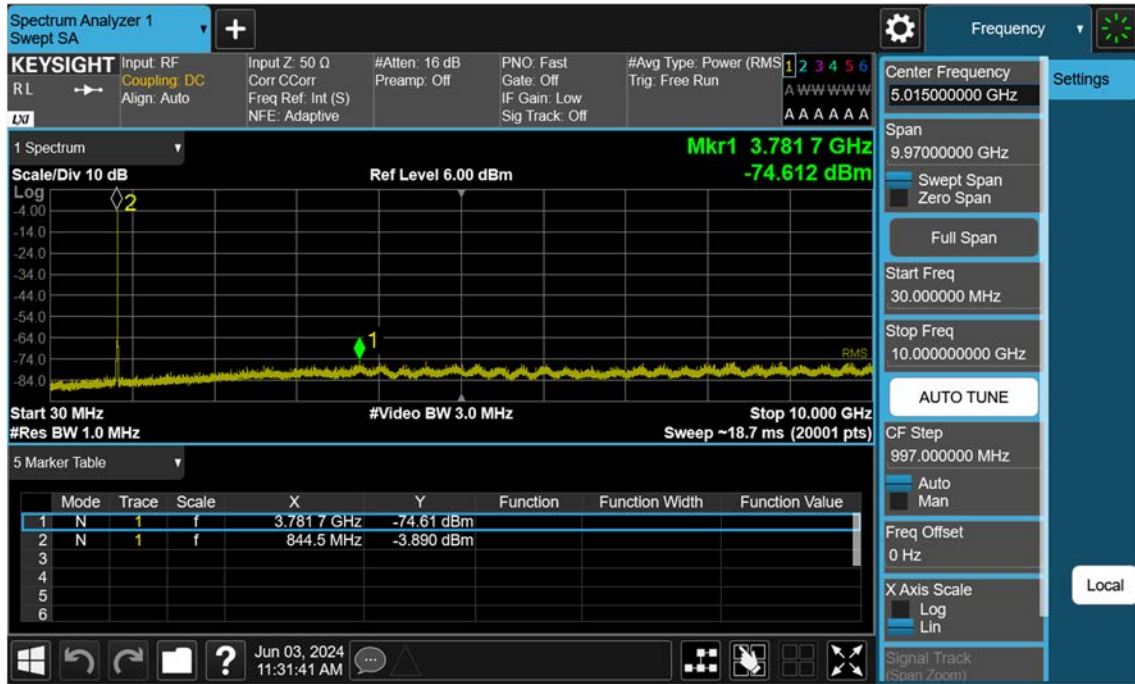 Spectrum Analyzer 1
Swept SA
+
Frequency
KEYSIGHT
RL
LXI
Input: RF
Coupling: DC
Align: Auto
Input Z: 50 Ω
Corr CCorr
Freq Ref: Int (S)
NFE: Adaptive
#Atten: 16 dB
Preamp: Off
PNO: Fast
Gate: Off
IF Gain: Low
Sig Track: Off
#Avg Type: Power (RMS
Trig: Free Run
1 2 3 4 5 6
A W W W W W
A A A A A A
1 Spectrum
Mkr1 3.781 7 GHz
Scale/Div 10 dB
Ref Level 6.00 dBm
-74.612 dBm
Log
-4.00
-14.0
-24.0
-34.0
-44.0
-54.0
-64.0
-74.0
-84.0
2
1
RMS
Start 30 MHz
#Video BW 3.0 MHz
Stop 10.000 GHz
#Res BW 1.0 MHz
Sweep ~18.7 ms (20001 pts)
5 Marker Table
Mode Trace Scale X Y Function Function Width Function Value
1 N 1 f 3.781 7 GHz -74.61 dBm
2 N 1 f 844.5 MHz -3.890 dBm
3
4
5
6
?
Jun 03, 2024
11:31:41 AM
Center Frequency
5.015000000 GHz
Settings
Span
9.97000000 GHz
Swept Span
Zero Span
Full Span
Start Freq
30.000000 MHz
Stop Freq
10.000000000 GHz
AUTO TUNE
CF Step
997.000000 MHz
Auto
Man
Freq Offset
0 Hz
X Axis Scale
Log
Lin
Local
Signal Track
(Span Zoom)